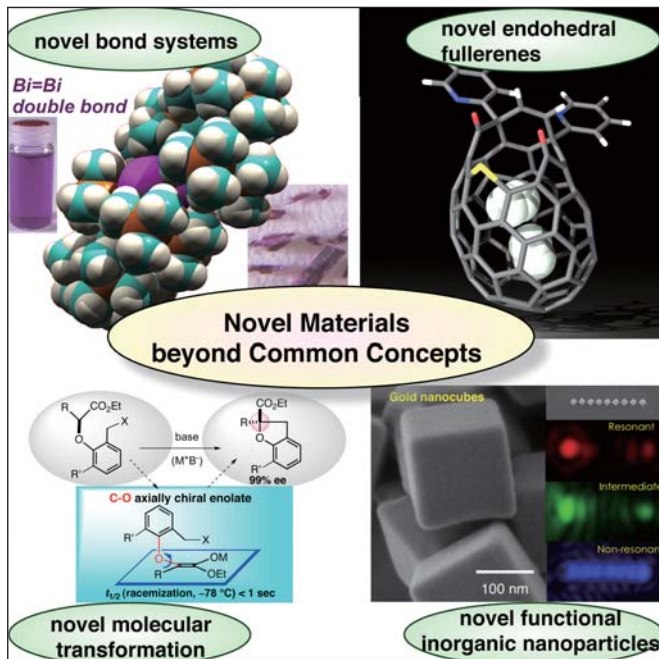 novel bond systems
novel endohedral
fullerenes
Bi=Bi
double bond
Novel Materials
beyond Common Concepts
R
CO₂Et
O
X
R'
base
(M⁺B⁻)
CO₂Et
R
O
R'
99% ee
C-O axially chiral enolate
R'
X
O
R
OM
OEt
t1/2 (racemization, −78 °C) < 1 sec
Gold nanocubes
100 nm
Resonant
Intermediate
Non-resonant
novel molecular
transformation
novel functional
inorganic nanoparticles